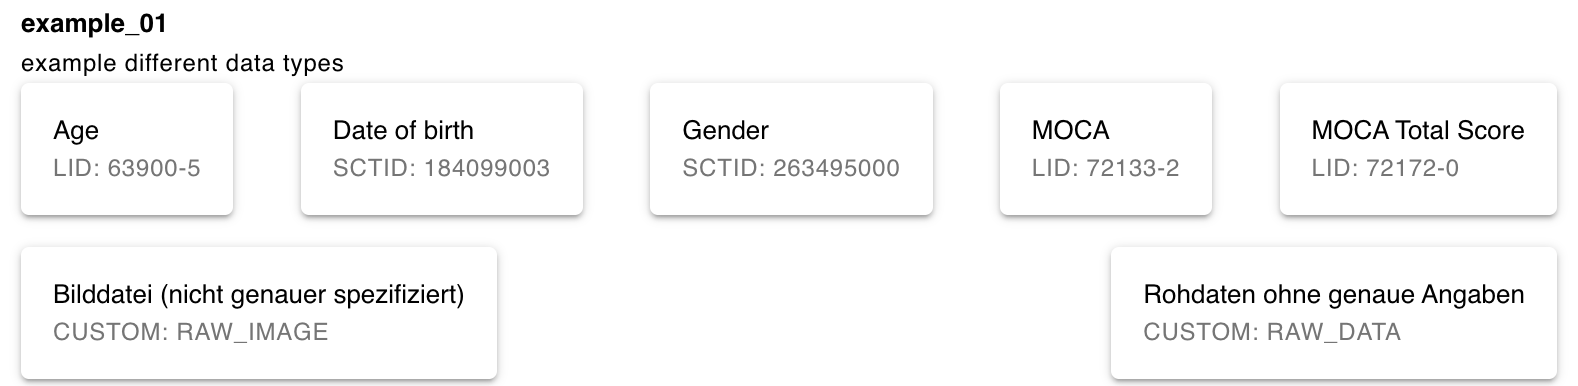 example_01
example different data types
Age
LID: 63900-5
Date of birth
SCTID: 184099003
Gender
SCTID: 263495000
MOCA
LID: 72133-2
MOCA Total Score
LID: 72172-0
Bilddatei (nicht genauer spezifiziert)
CUSTOM: RAW_IMAGE
Rohdaten ohne genaue Angaben
CUSTOM: RAW_DATA